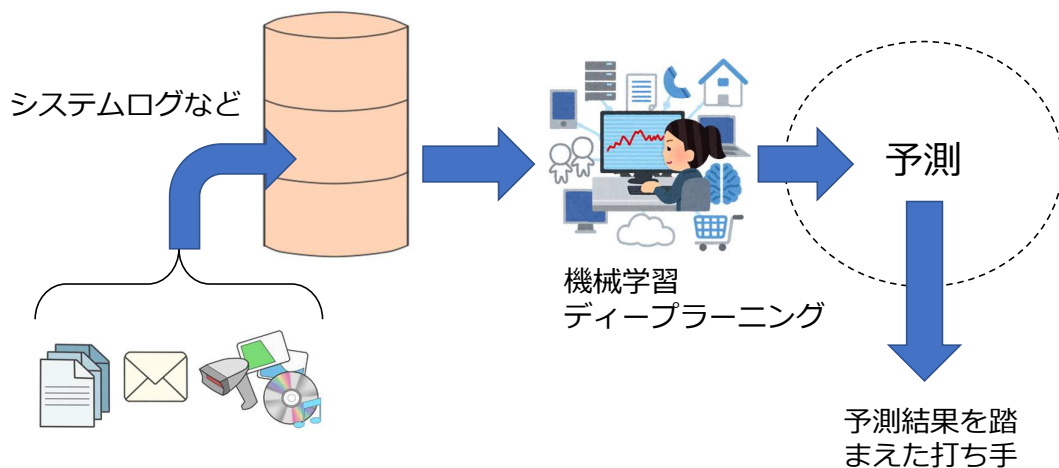 システムログなど
予測
機械学習
ディープラーニング
予測結果を踏
まえた打ち手